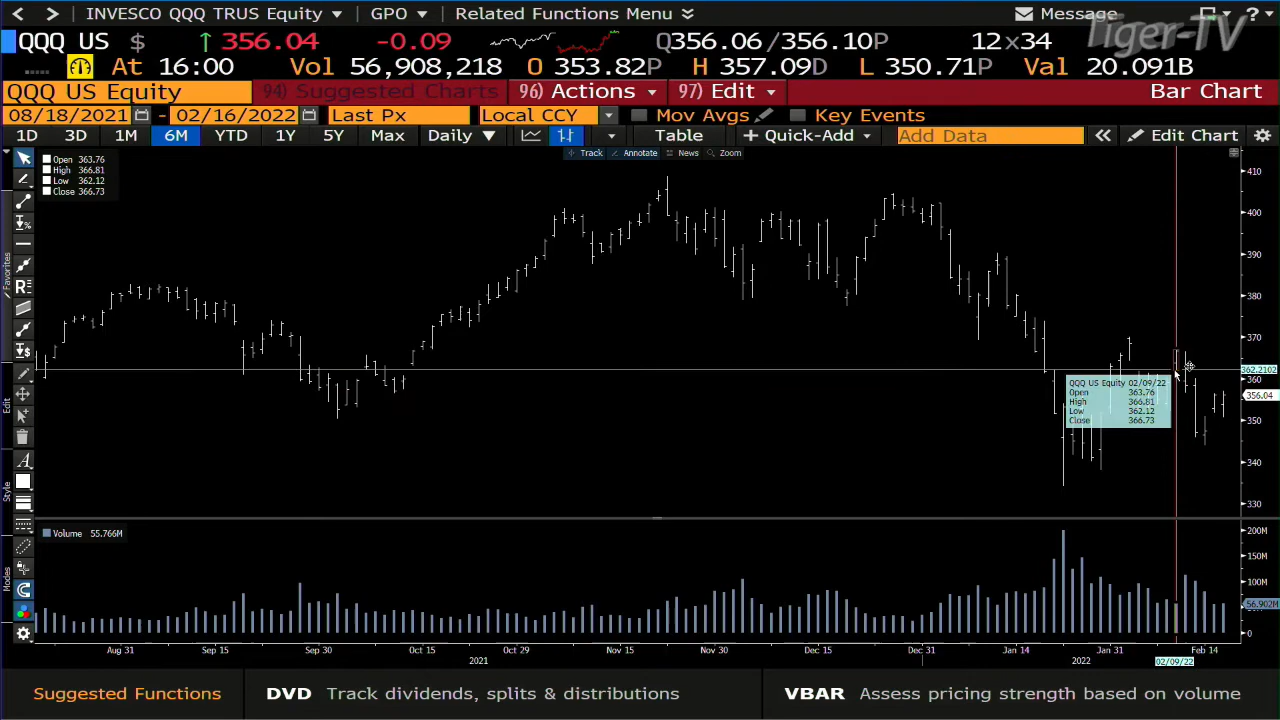 INVESCO QQQ TRUS Equity GPO Related Functions Menu Message ?
Tiger-TV
QQQ US $ ↑ 356.04 -0.09 Q356.06/356.10P 12x34
At 16:00 Vol 56,908,218 O 353.82P H 357.09D L 350.71P Val 20.091B
QQQ US Equity 94) Suggested Charts 96) Actions 97) Edit Bar Chart
08/18/2021 - 02/16/2022 Last Px Local CCY Mov Avgs Key Events
1D 3D 1M 6M YTD 1Y 5Y Max Daily ▼ Table + Quick-Add Add Data « Edit Chart
Track Annotate News Zoom
Open 363.76
High 366.81
Low 362.12
Close 366.73
410
400
390
380
370
362.2102
360
356.04
350
340
330
QQQ US Equity 02/09/22
Open 363.76
High 366.81
Low 362.12
Close 366.73
Favorites
Edit
Style
Modes
Volume 55.766M
200M
150M
100M
56.902M
0
Aug 31 Sep 15 Sep 30 Oct 15 Oct 29 Nov 15 Nov 30 Dec 15 Dec 31 Jan 14 Jan 31 Feb 14
2021 2022 02/09/22
Suggested Functions DVD Track dividends, splits & distributions VBAR Assess pricing strength based on volume